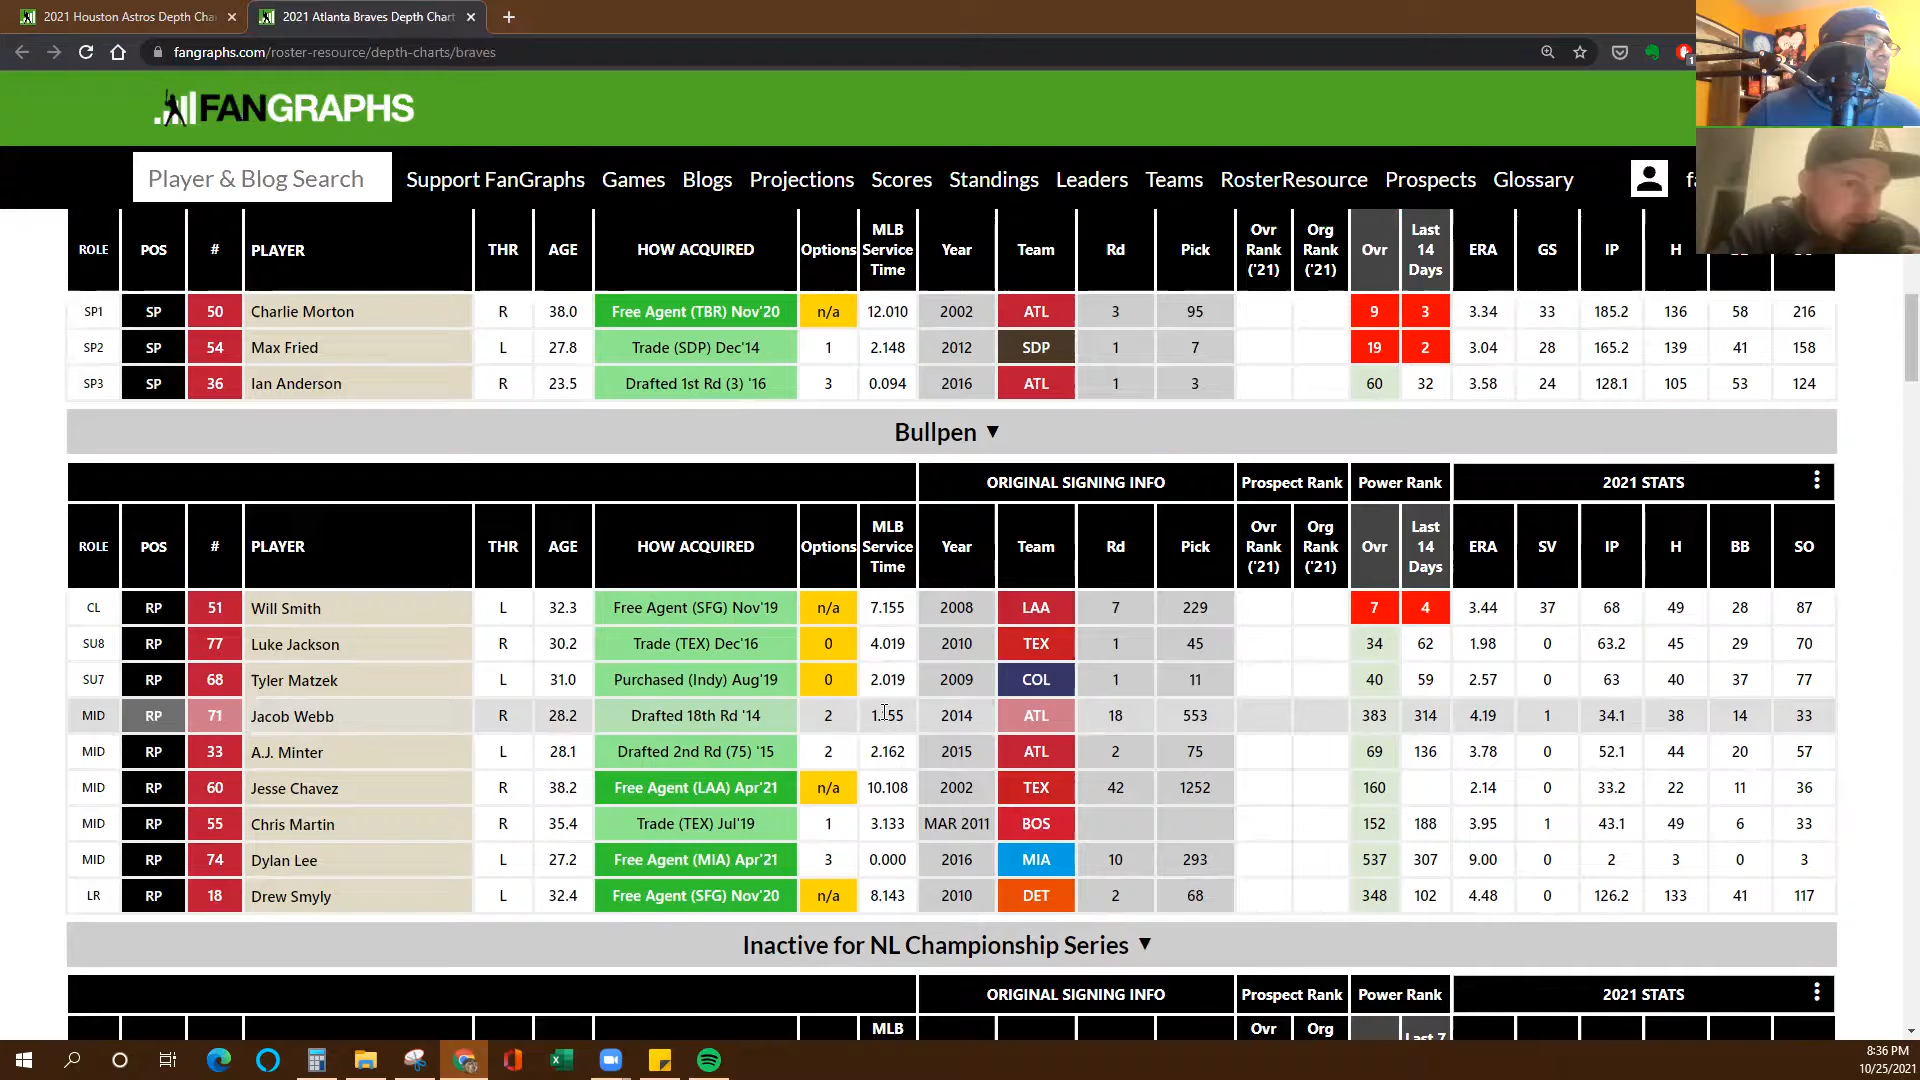 2021 Houston Astros Depth Cha
2021 Atlanta Braves Depth Chart
fangraphs.com/roster-resource/depth-charts/braves
FANGRAPHS
Player & Blog Search Support FanGraphs Games Blogs Projections Scores Standings Leaders Teams RosterResource Prospects Glossary
ROLE POS # PLAYER THR AGE HOW ACQUIRED Options MLB Service Time Year Team Rd Pick Ovr Rank ('21) Org Rank ('21) Ovr Last 14 Days ERA GS IP H
SP1 SP 50 Charlie Morton R 38.0 Free Agent (TBR) Nov'20 n/a 12.010 2002 ATL 3 95 9 3 3.34 33 185.2 136 58 216
SP2 SP 54 Max Fried L 27.8 Trade (SDP) Dec'14 1 2.148 2012 SDP 1 7 19 2 3.04 28 165.2 139 41 158
SP3 SP 36 Ian Anderson R 23.5 Drafted 1st Rd (3) '16 3 0.094 2016 ATL 1 3 60 32 3.58 24 128.1 105 53 124
Bullpen ▼
ORIGINAL SIGNING INFO Prospect Rank Power Rank 2021 STATS
ROLE POS # PLAYER THR AGE HOW ACQUIRED Options MLB Service Time Year Team Rd Pick Ovr Rank ('21) Org Rank ('21) Ovr Last 14 Days ERA SV IP H BB SO
CL RP 51 Will Smith L 32.3 Free Agent (SFG) Nov'19 n/a 7.155 2008 LAA 7 229 7 4 3.44 37 68 49 28 87
SU8 RP 77 Luke Jackson R 30.2 Trade (TEX) Dec'16 0 4.019 2010 TEX 1 45 34 62 1.98 0 63.2 45 29 70
SU7 RP 68 Tyler Matzek L 31.0 Purchased (Indy) Aug'19 0 2.019 2009 COL 1 11 40 59 2.57 0 63 40 37 77
MID RP 71 Jacob Webb R 28.2 Drafted 18th Rd '14 2 2014 ATL 18 553 383 314 4.19 1 34.1 38 14 33
MID RP 33 A.J. Minter L 28.1 Drafted 2nd Rd (75) '15 2 2.162 2015 ATL 2 75 69 136 3.78 0 52.1 44 20 57
MID RP 60 Jesse Chavez R 38.2 Free Agent (LAA) Apr'21 n/a 10.108 2002 TEX 42 1252 160 2.14 0 33.2 22 11 36
MID RP 55 Chris Martin R 35.4 Trade (TEX) Jul'19 1 3.133 MAR 2011 BOS 152 188 3.95 1 43.1 49 6 33
MID RP 74 Dylan Lee L 27.2 Free Agent (MIA) Apr'21 3 0.000 2016 MIA 10 293 537 307 9.00 0 2 3 0 3
LR RP 18 Drew Smyly L 32.4 Free Agent (SFG) Nov'20 n/a 8.143 2010 DET 2 68 348 102 4.48 0 126.2 133 41 117
Inactive for NL Championship Series ▼
ORIGINAL SIGNING INFO Prospect Rank Power Rank 2021 STATS
MLB Ovr Org Last 7
8:36 PM
10/25/2021